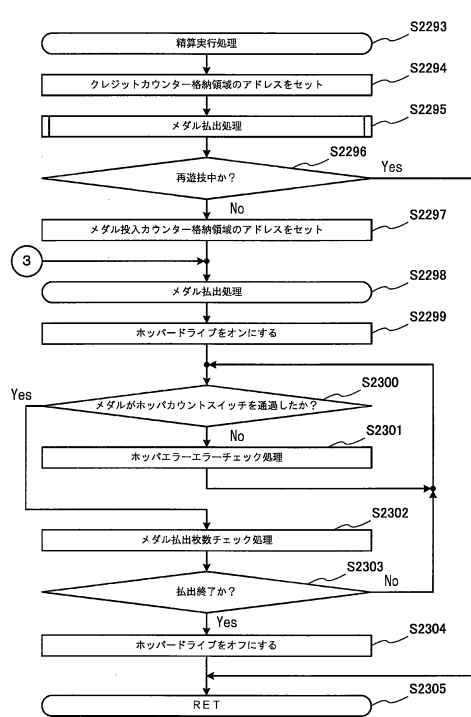 S2293
精算実行処理
S2294
クレジットカウンター格納領域のアドレスをセット
S2295
メダル払出処理
S2296
再遊技中か?
Yes
No
S2297
メダル投入カウンター格納領域のアドレスをセット
3
S2298
メダル払出処理
S2299
ホッパードライブをオンにする
S2300
Yes
メダルがホッパカウントスイッチを通過したか?
No
S2301
ホッパエラーエラーチェック処理
S2302
メダル払出枚数チェック処理
S2303
払出終了か?
No
Yes
S2304
ホッパードライブをオフにする
S2305
RET